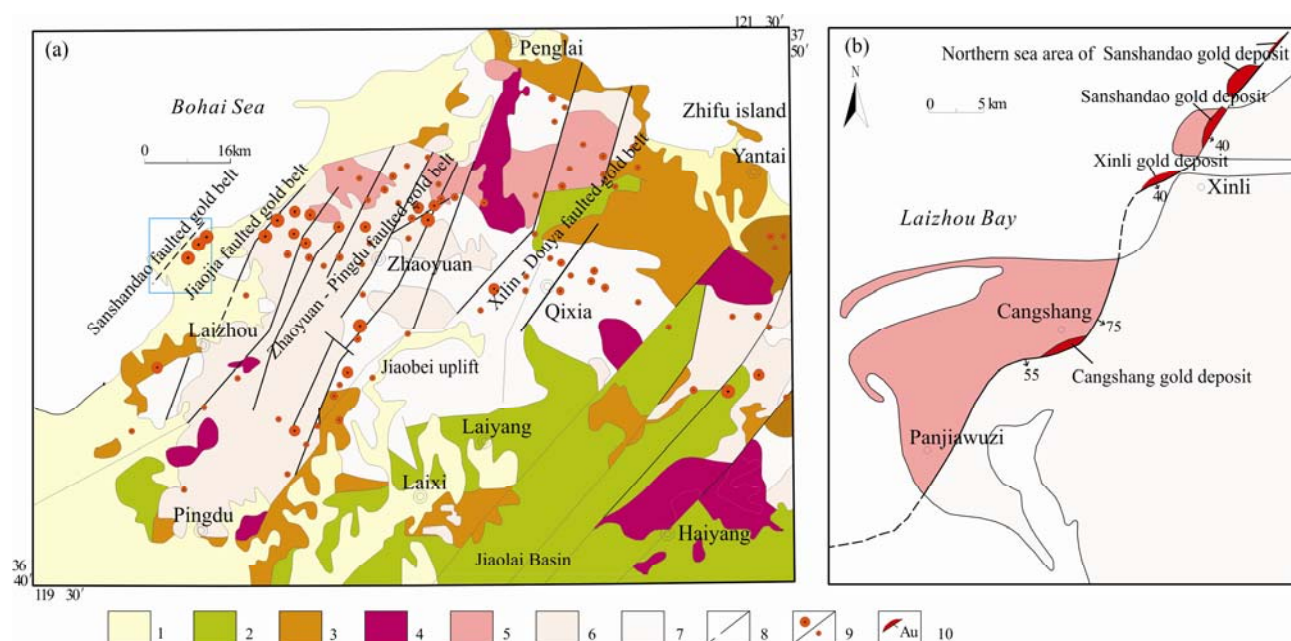 (a)
121 30′
37
50′
Penglai
Bohai Sea
Zhifu island
Yantai
0 16km
Sanshandao faulted gold belt
Jiaojia faulted gold belt
Zhaoyuan - Pingdu faulted gold belt
Xilin - Douya faulted gold belt
Zhaoyuan
Qixia
Laizhou
Jiaobei uplift
Laiyang
Laixi
Pingdu
Haiyang
Jiaolai Basin
36
40′
119 30′
(b)
N
0 5 km
Northern sea area of Sanshandao gold deposit
Sanshandao gold deposit
40
Xinli gold deposit
40
Xinli
Laizhou Bay
Cangshang
75
55
Cangshang gold deposit
Panjiawuzi
1 2 3 4 5 6 7 8 9 Au 10